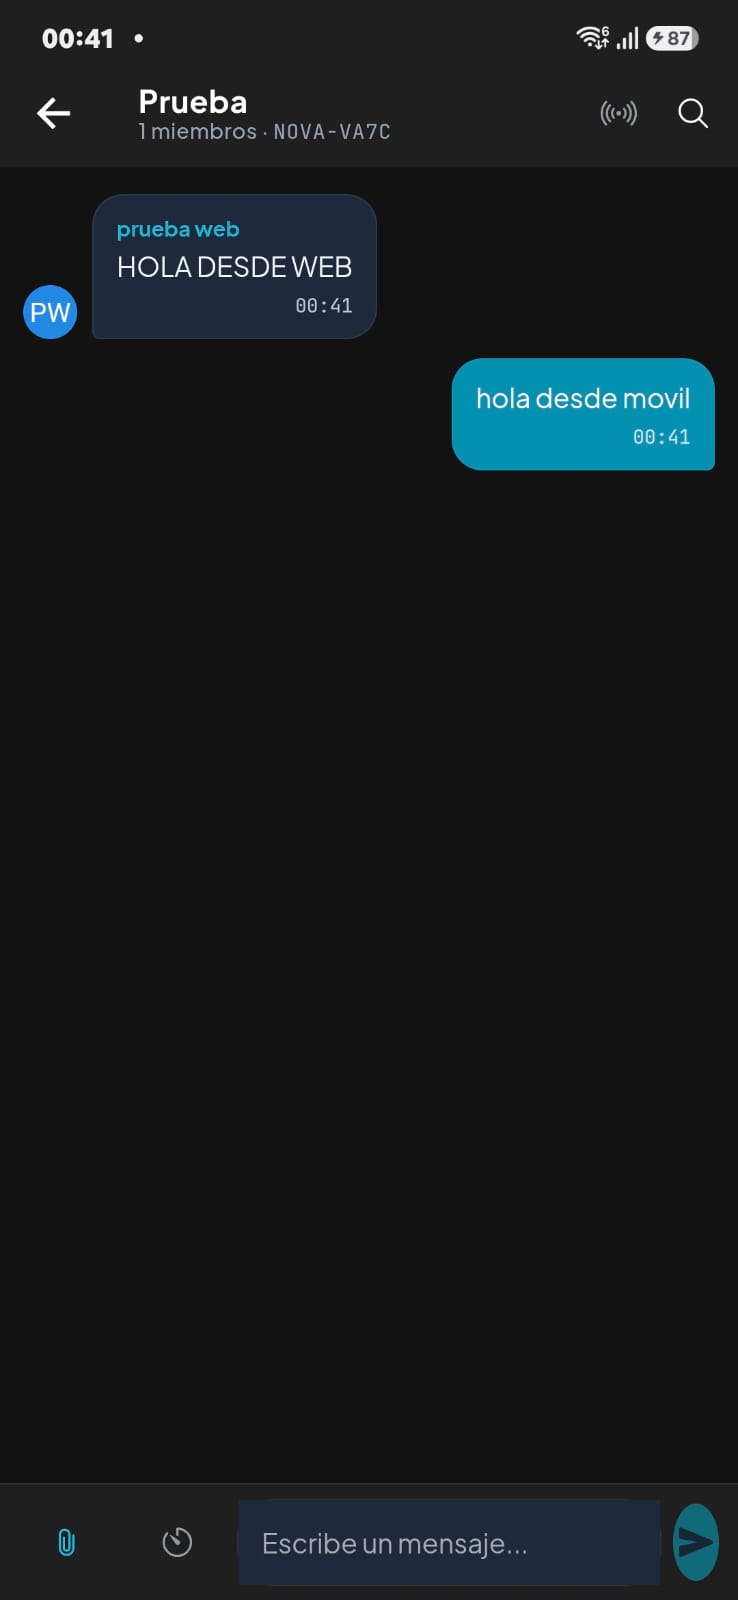 00:41
6
87
Prueba
1 miembros · NOVA-VA7C
prueba web
HOLA DESDE WEB
00:41
PW
hola desde movil
00:41
Escribe un mensaje...